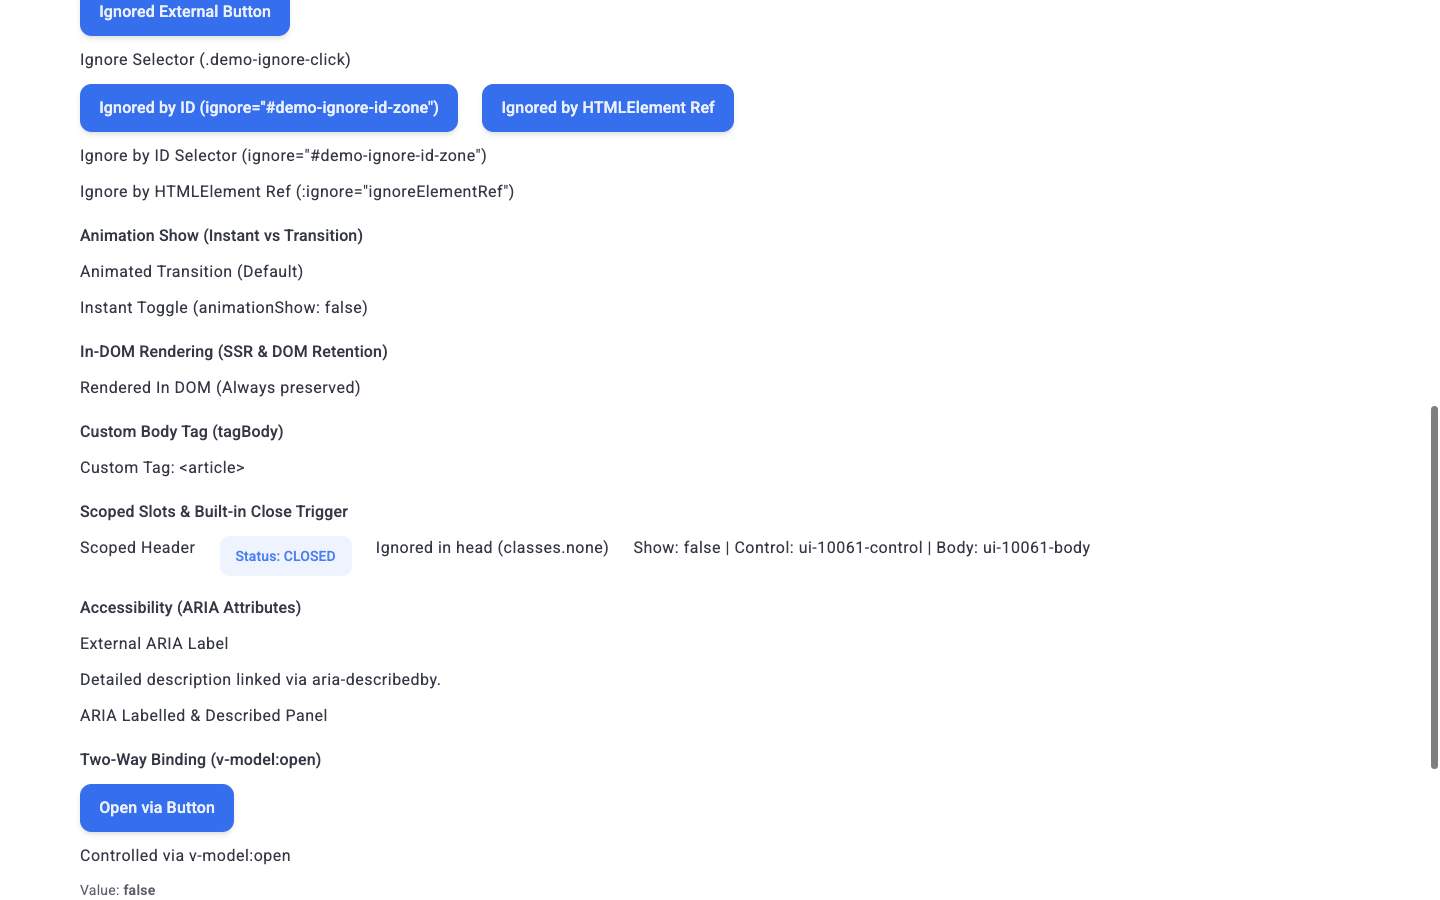 Ignored External Button
Ignore Selector (.demo-ignore-click)
Ignored by ID (ignore="#demo-ignore-id-zone")
Ignored by HTMLElement Ref
Ignore by ID Selector (ignore="#demo-ignore-id-zone")
Ignore by HTMLElement Ref (:ignore="ignoreElementRef")
Animation Show (Instant vs Transition)
Animated Transition (Default)
Instant Toggle (animationShow: false)
In-DOM Rendering (SSR & DOM Retention)
Rendered In DOM (Always preserved)
Custom Body Tag (tagBody)
Custom Tag: <article>
Scoped Slots & Built-in Close Trigger
Scoped Header Status: CLOSED Ignored in head (classes.none) Show: false | Control: ui-10061-control | Body: ui-10061-body
Accessibility (ARIA Attributes)
External ARIA Label
Detailed description linked via aria-describedby.
ARIA Labelled & Described Panel
Two-Way Binding (v-model:open)
Open via Button
Controlled via v-model:open
Value: false